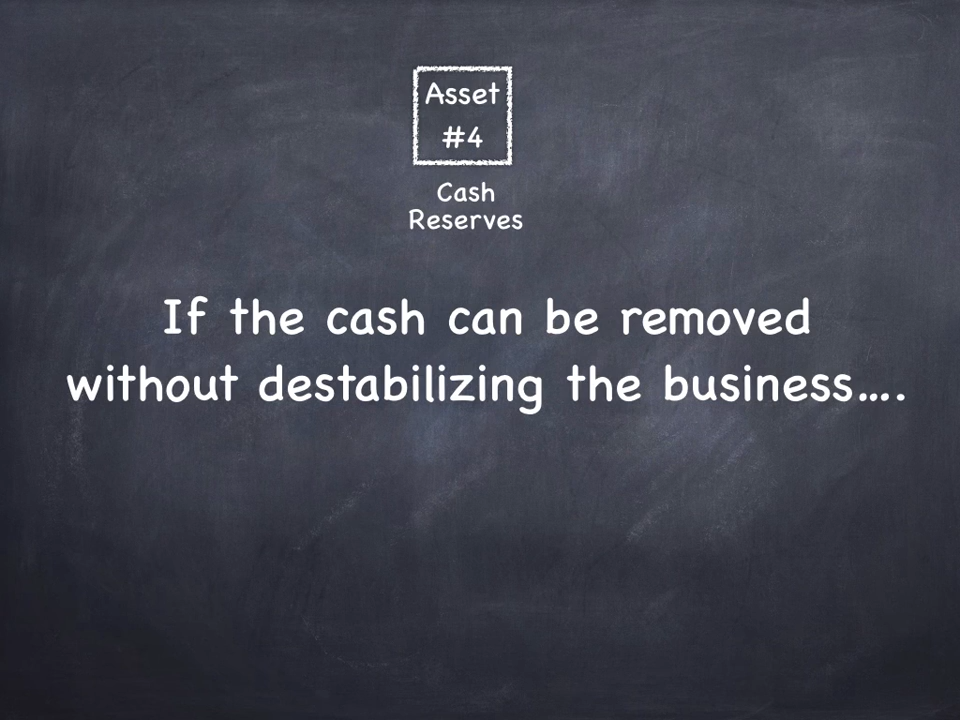 Asset
#4
Cash
Reserves
If the cash can be removed
without destabilizing the business….